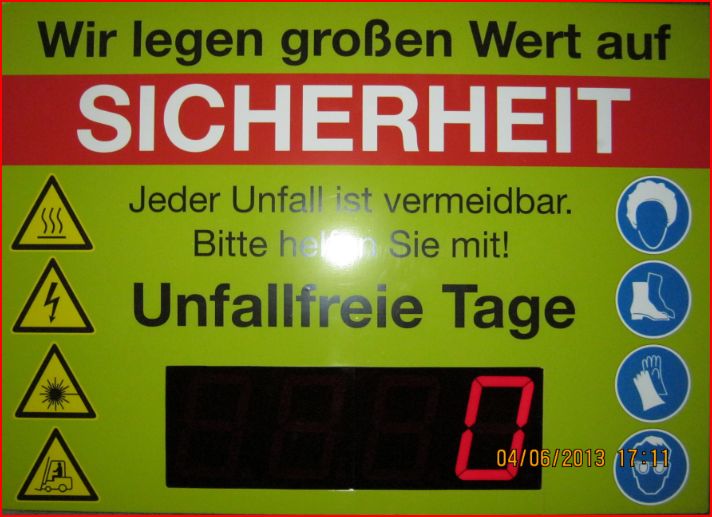 Wir legen großen Wert auf
SICHERHEIT
Jeder Unfall ist vermeidbar.
Bitte helfen Sie mit!
Unfallfreie Tage
0
04/06/2013 17:11